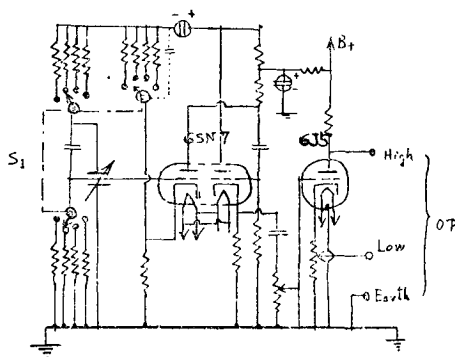 - +
+
B+
6SN7
6J5
High
S1
Low
OP
Earth